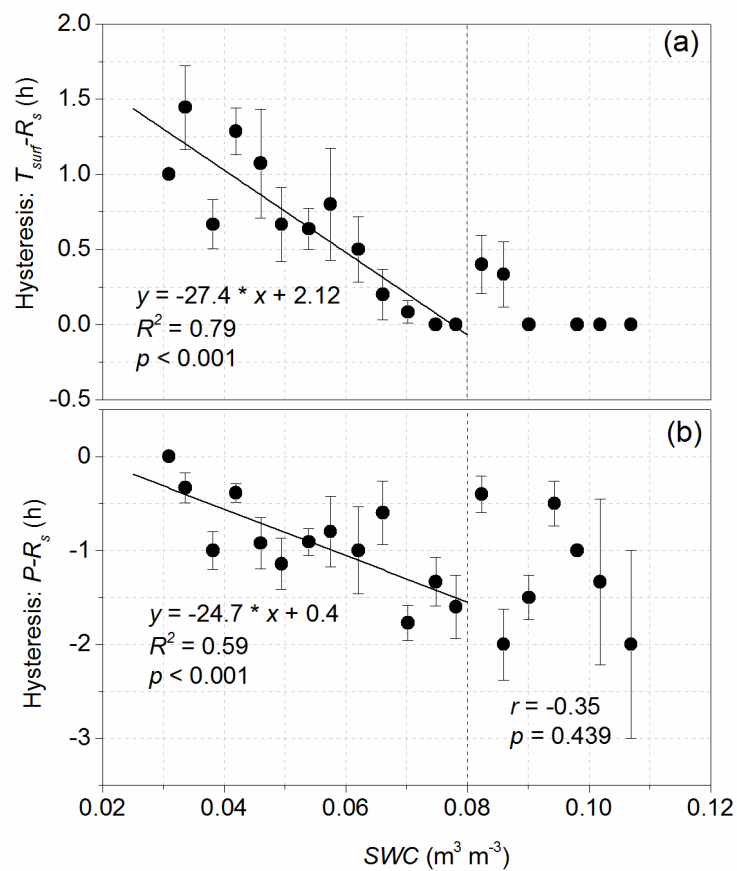 2.0
(a)
1.5
1.0
0.5
0.0
-0.5
Hysteresis: Tsurf-Rs (h)
y = -27.4 * x + 2.12
R² = 0.79
p < 0.001
(b)
0
-1
-2
-3
Hysteresis: P-Rs (h)
y = -24.7 * x + 0.4
R² = 0.59
p < 0.001
r = -0.35
p = 0.439
0.02 0.04 0.06 0.08 0.10 0.12
SWC (m³ m⁻³)